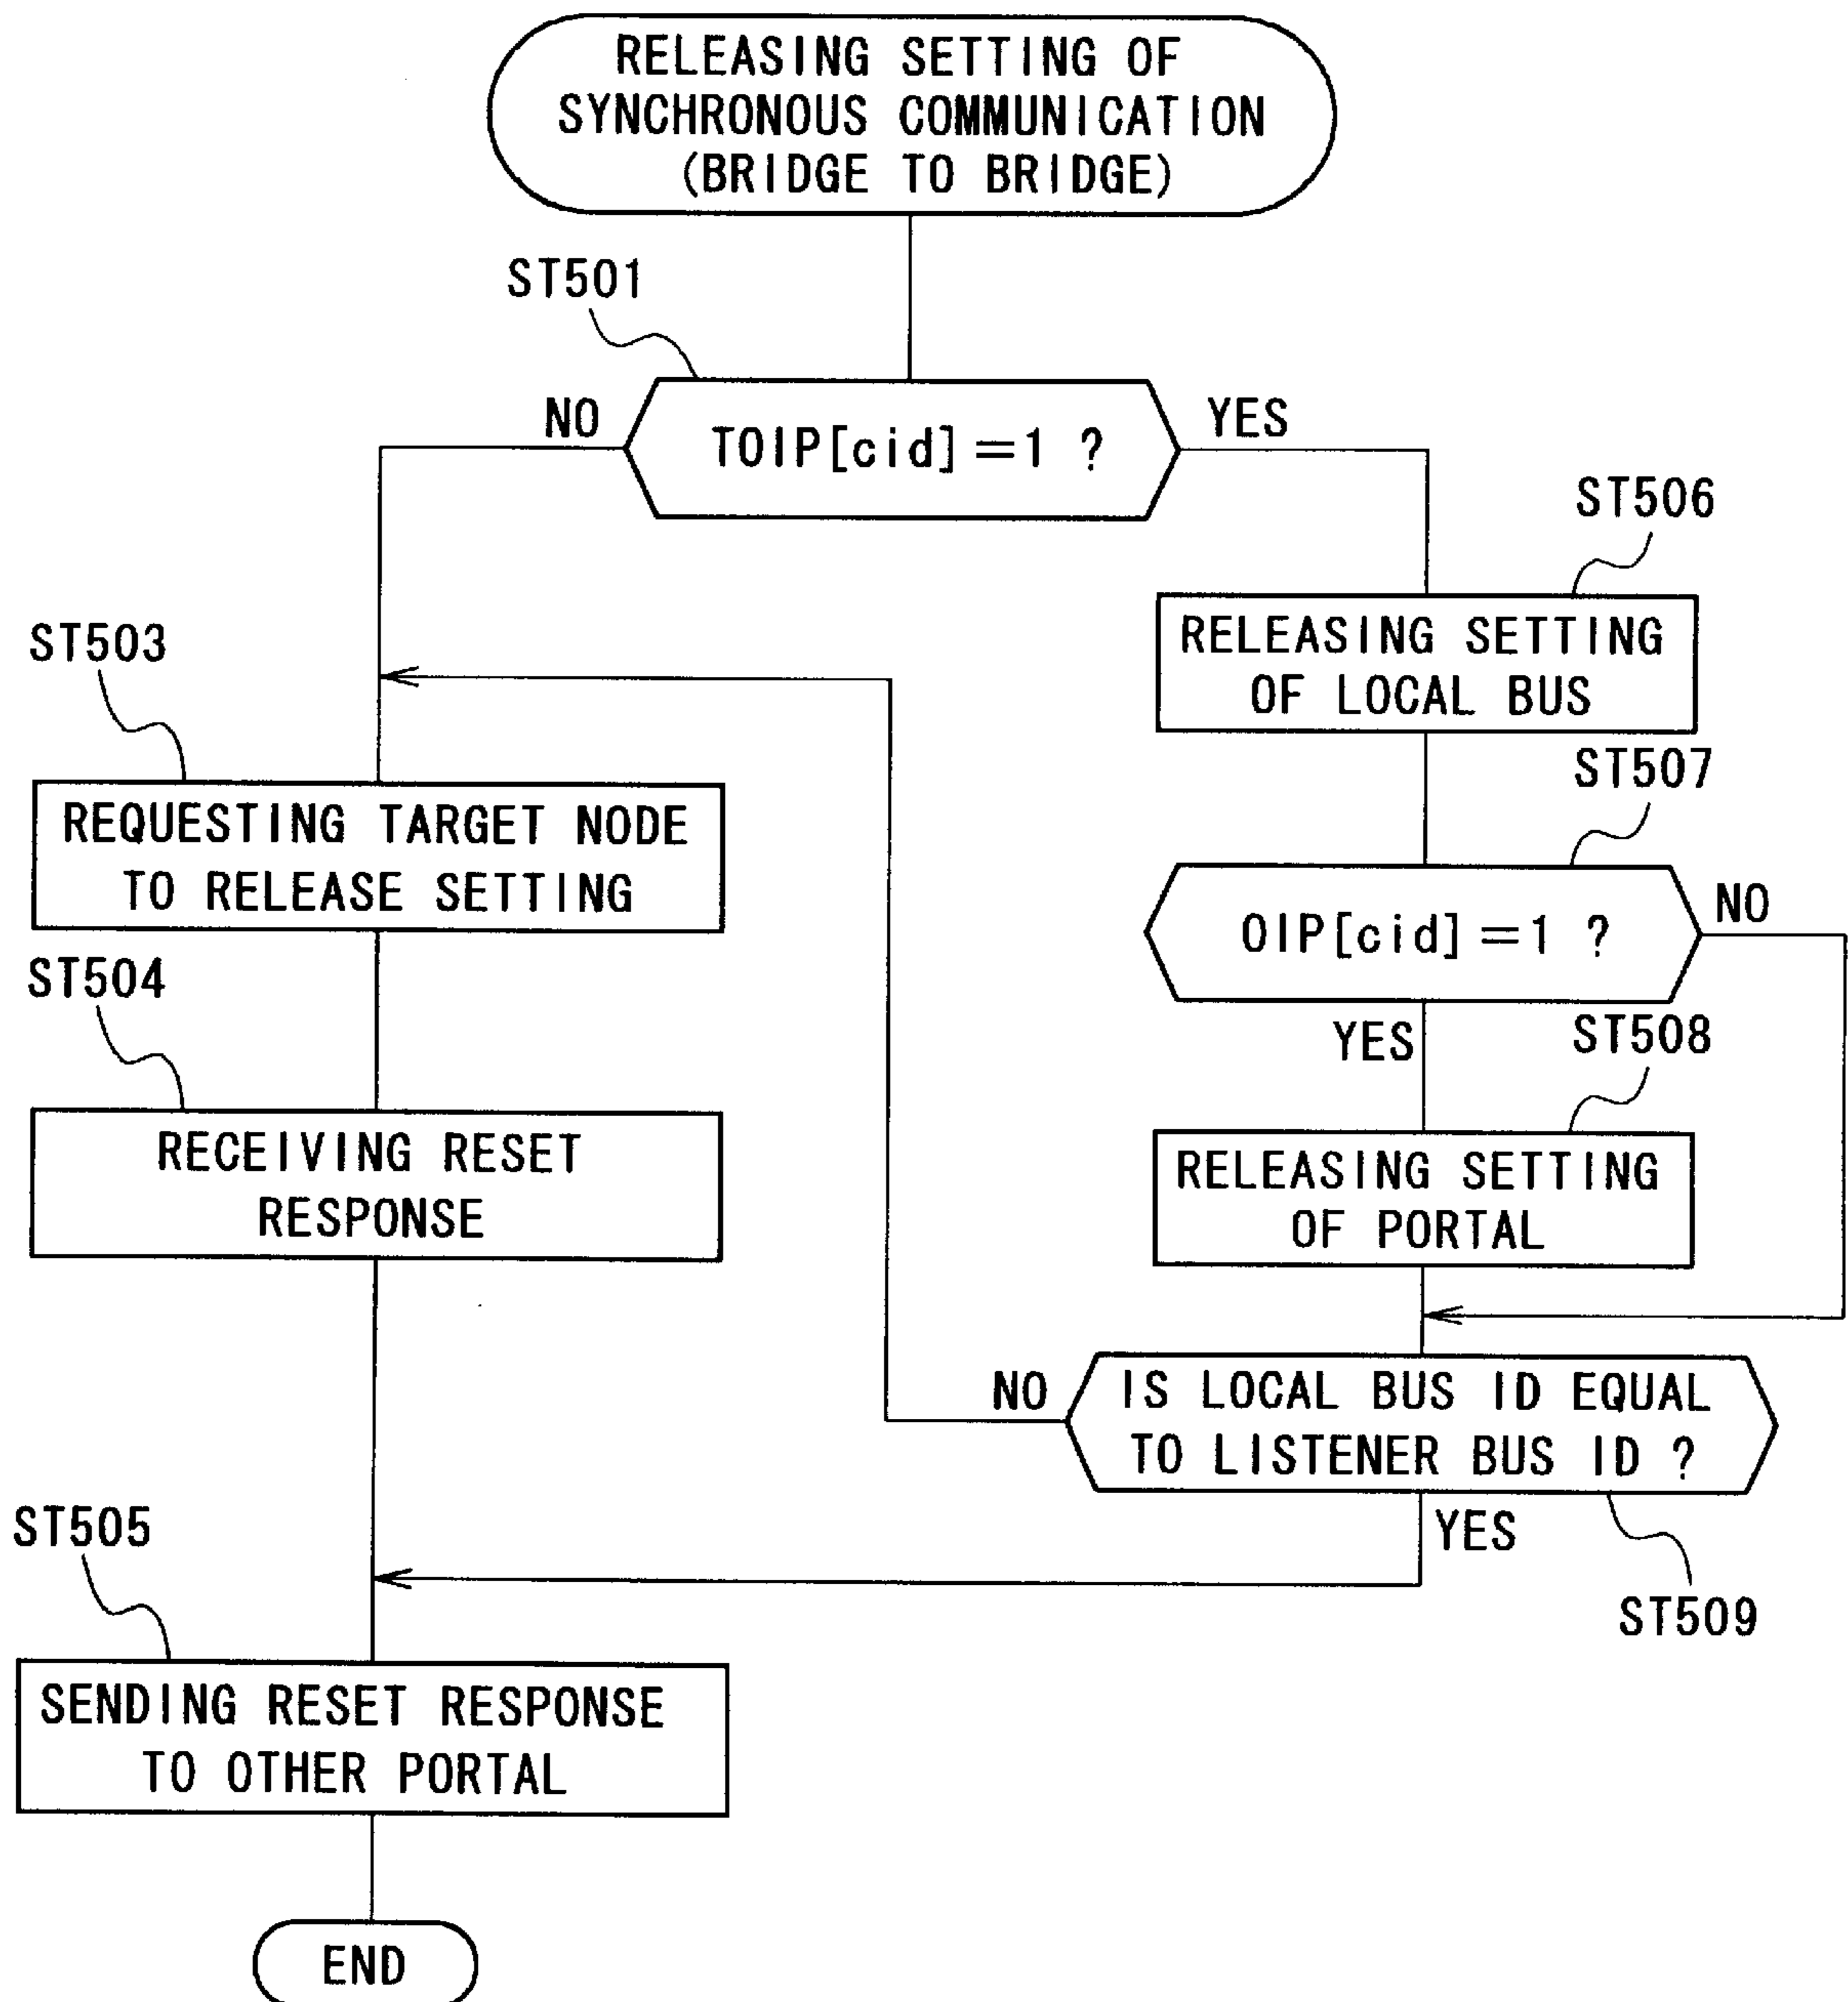 RELEASING SETTING OF
SYNCHRONOUS COMMUNICATION
(BRIDGE TO BRIDGE)
ST501
NO
TOIP[cid]=1 ?
YES
ST506
RELEASING SETTING
OF LOCAL BUS
ST503
REQUESTING TARGET NODE
TO RELEASE SETTING
ST507
OIP[cid]=1 ?
NO
YES
ST504
RECEIVING RESET
RESPONSE
ST508
RELEASING SETTING
OF PORTAL
NO
IS LOCAL BUS ID EQUAL
TO LISTENER BUS ID ?
YES
ST509
ST505
SENDING RESET RESPONSE
TO OTHER PORTAL
END